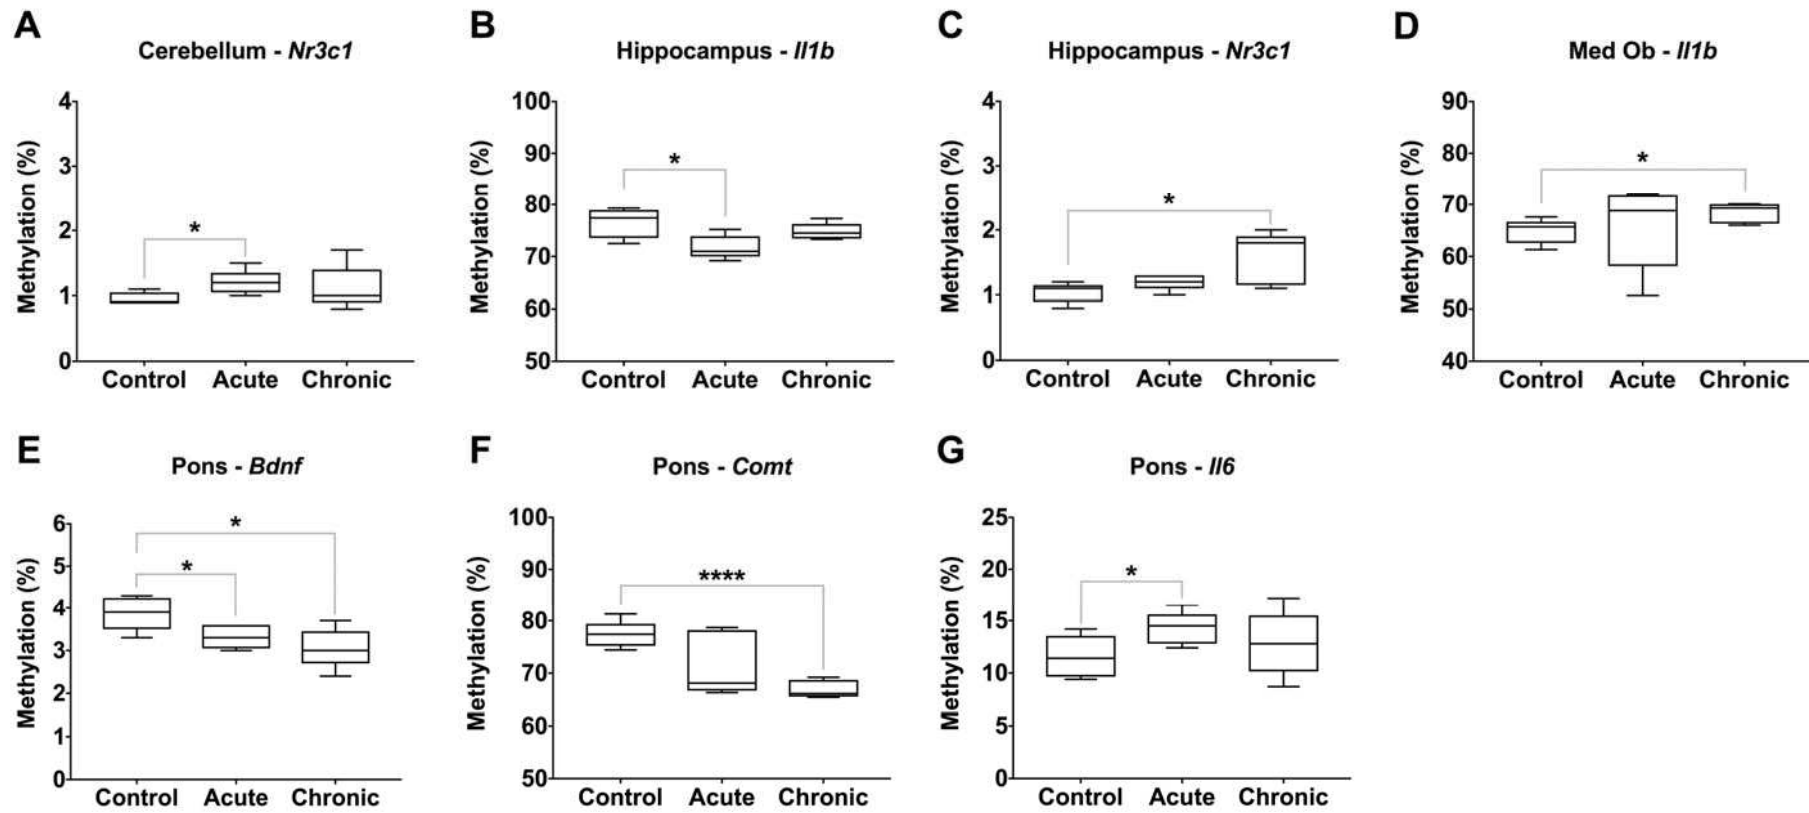 A
Cerebellum - Nr3c1
Methylation (%)
4
3
2
1
0
*
Control Acute Chronic
B
Hippocampus - Il1b
Methylation (%)
100
90
80
70
60
50
*
Control Acute Chronic
C
Hippocampus - Nr3c1
Methylation (%)
4
3
2
1
0
*
Control Acute Chronic
D
Med Ob - Il1b
Methylation (%)
90
80
70
60
50
40
*
Control Acute Chronic
E
Pons - Bdnf
Methylation (%)
6
5
4
3
2
1
0
*
*
Control Acute Chronic
F
Pons - Comt
Methylation (%)
100
90
80
70
60
50
****
Control Acute Chronic
G
Pons - Il6
Methylation (%)
25
20
15
10
5
0
*
Control Acute Chronic